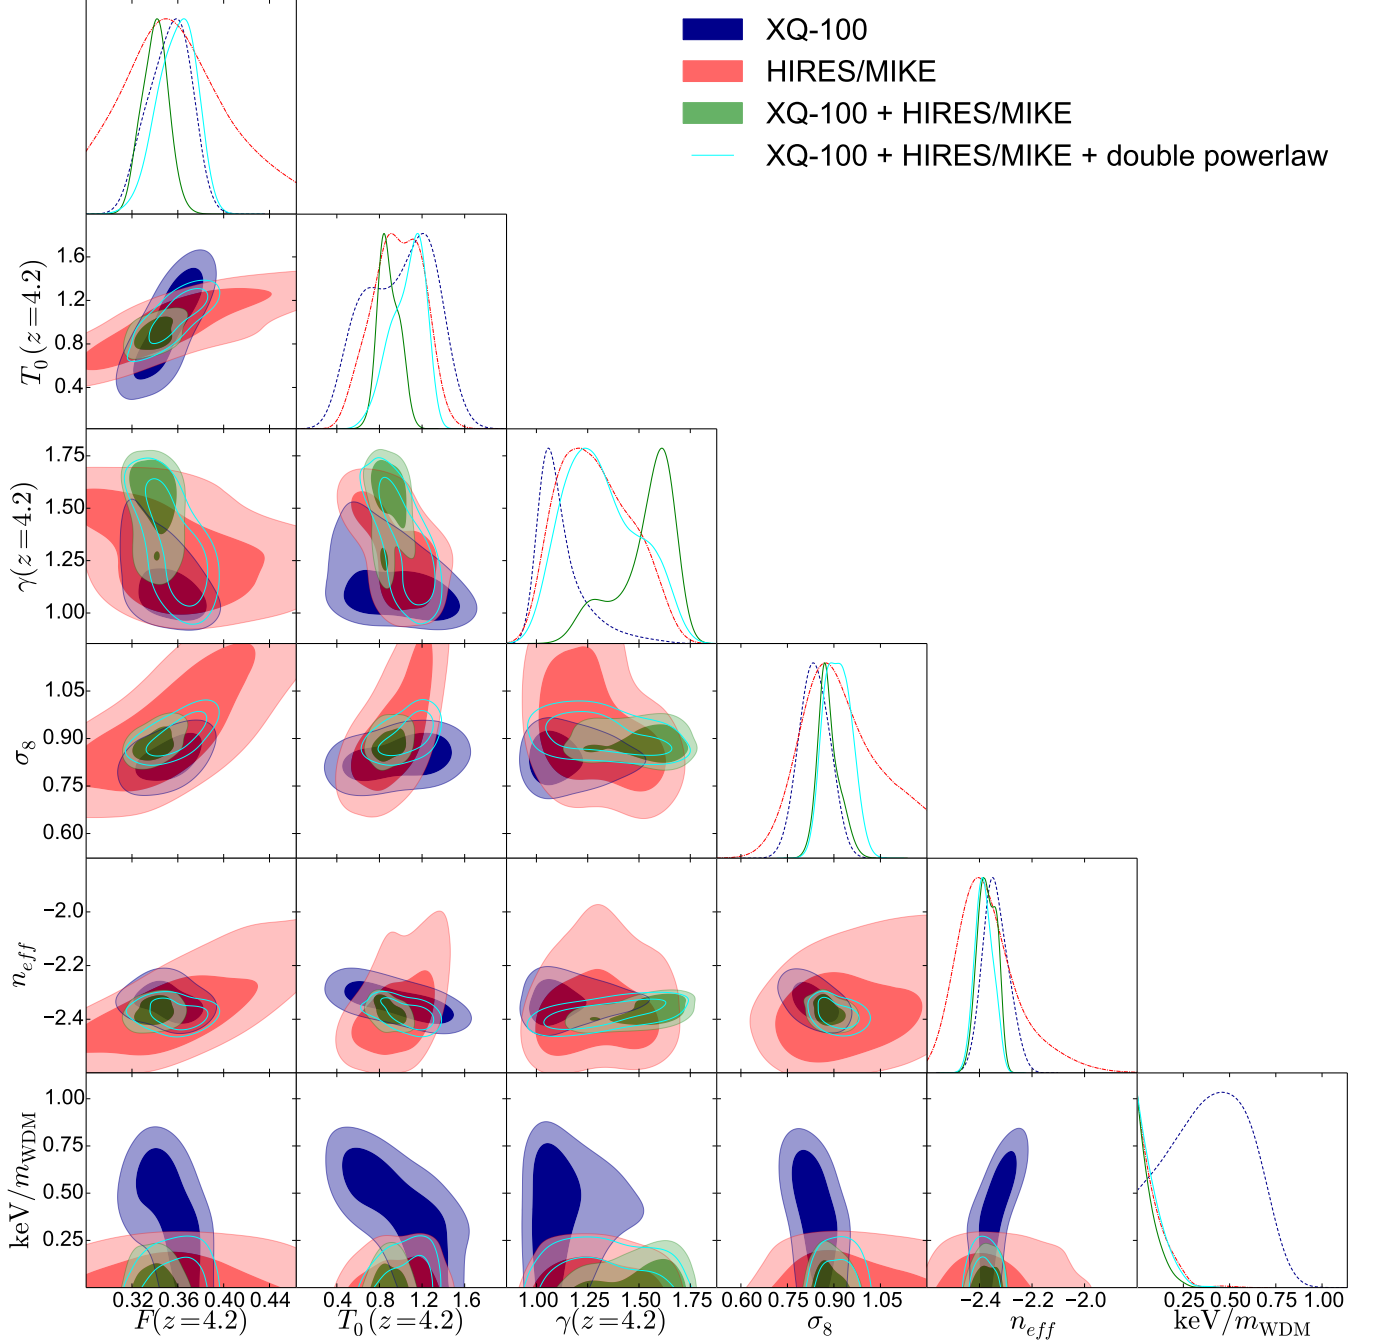 XQ-100
HIRES/MIKE
XQ-100 + HIRES/MIKE
XQ-100 + HIRES/MIKE + double powerlaw
T₀(z=4.2)
1.6
1.2
0.8
0.4
γ(z=4.2)
1.75
1.50
1.25
1.00
σ₈
1.05
0.90
0.75
0.60
n_eff
−2.0
−2.2
−2.4
keV/m_WDM
1.00
0.75
0.50
0.25
0.32 0.36 0.40 0.44
0.4 0.8 1.2 1.6
1.00 1.25 1.50 1.75
0.60 0.75 0.90 1.05
−2.4 −2.2 −2.0
0.25 0.50 0.75 1.00
F(z=4.2)
T₀(z=4.2)
γ(z=4.2)
σ₈
n_eff
keV/m_WDM